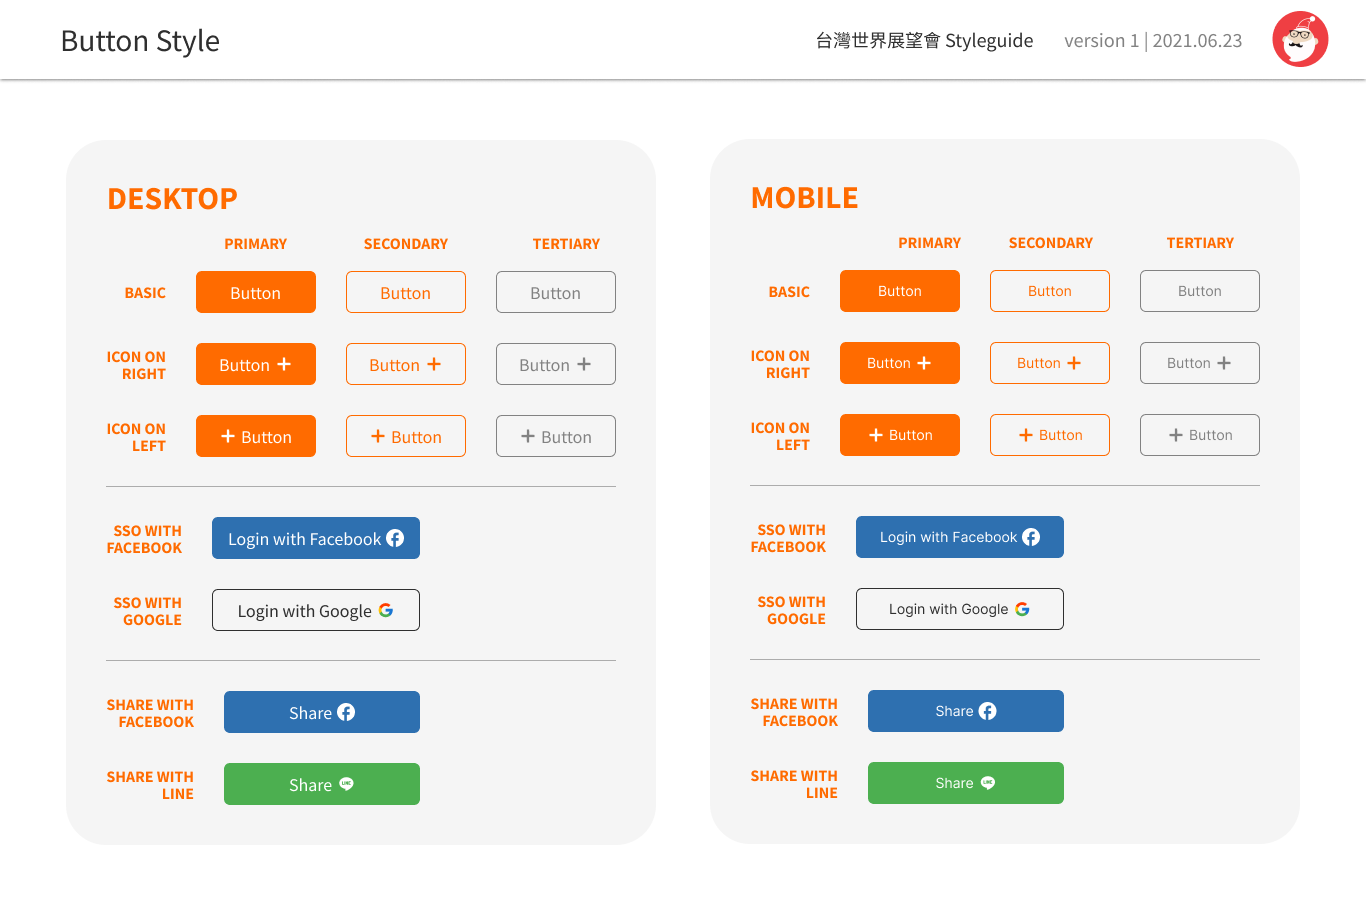 Button Style
台灣世界展望會 Styleguide
version 1 | 2021.06.23
DESKTOP
PRIMARY SECONDARY TERTIARY
BASIC Button Button Button
ICON ON
RIGHT
Button Button Button
ICON ON
LEFT
Button Button Button
SSO WITH
FACEBOOK
Login with Facebook
SSO WITH
GOOGLE
Login with Google
SHARE WITH
FACEBOOK
Share
SHARE WITH
LINE
Share
LINE
MOBILE
PRIMARY SECONDARY TERTIARY
BASIC Button Button Button
ICON ON
RIGHT
Button Button Button
ICON ON
LEFT
Button Button Button
SSO WITH
FACEBOOK
Login with Facebook
SSO WITH
GOOGLE
Login with Google
SHARE WITH
FACEBOOK
Share
SHARE WITH
LINE
Share
LINE